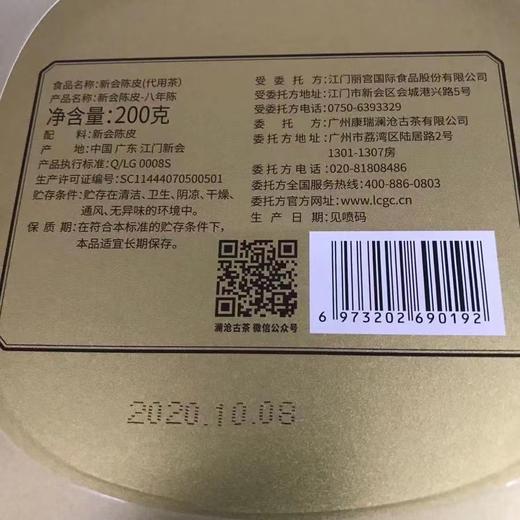 食品名称:新会陈皮(代用茶)
产品名称:新会陈皮-八年陈
净含量:200克
配料:新会陈皮
产地:中国 广东 江门新会
产品执行标准:Q/LG 0008S
生产许可证编号:SC11444070500501
贮存条件:贮存在清洁、卫生、阴凉、干燥、
通风、无异味的环境中。
保质期:在符合本标准的贮存条件下,
本品适宜长期保存。
受委托方:江门丽宫国际食品股份有限公司
受委托方地址:江门市新会区会城港兴路5号
受委托方电话:0750-6393329
委托方:广州康瑞澜沧古茶有限公司
委托方地址:广州市荔湾区陆居路2号
1301-1307房
委托方电话:020-81808486
委托方全国服务热线:400-886-0803
委托方官方网站:www.lcgc.cn
生产日期:见喷码
澜沧古茶 微信公众号
6 973202 690192
2020.10.08